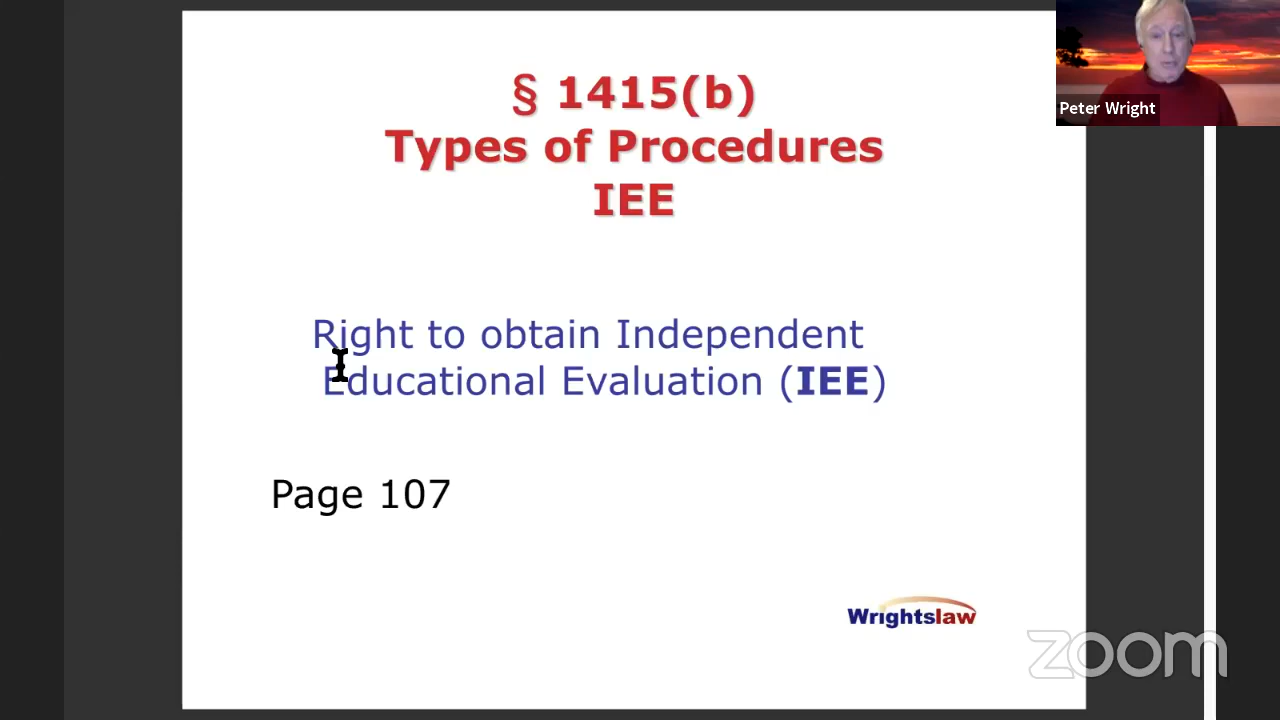 § 1415(b)
Types of Procedures
IEE
Peter Wright
Right to obtain Independent
Educational Evaluation (IEE)
Page 107
Wrightslaw
zoom